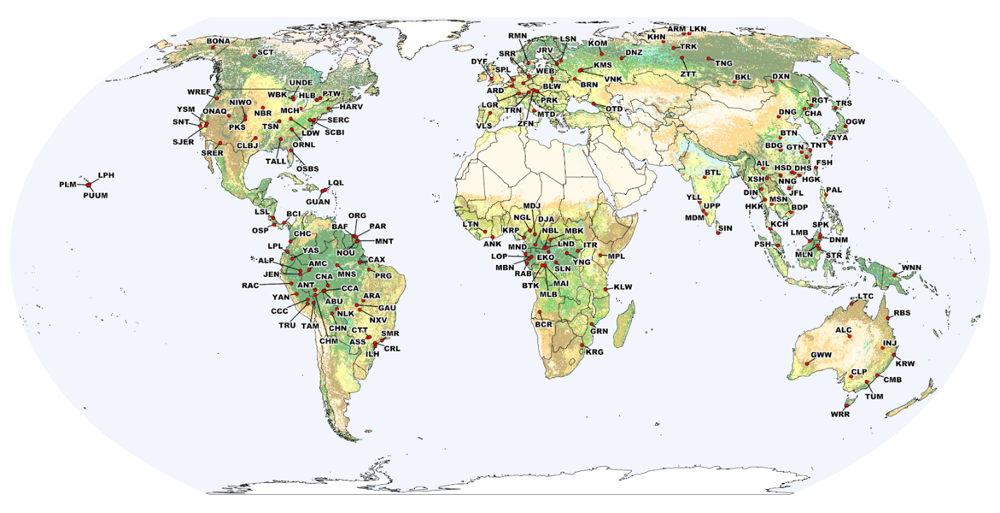 BONA
SCT
WREF
UNDE
WBK
HLB
PTW
NIWO
YSM
ONAQ
NBR
MCH
HARV
SNT
PKS
TSN
SERC
SCBI
LDW
SJER
SRER
CLBJ
ORNL
TALL
OSBS
LPH
PLM
PUUM
LQL
GUAN
LSL
BCI
OSP
ORG
BAF
PAR
CHC
MNT
LPL
NOU
YAS
ALP
AMC
CAX
JEN
MNS
PRG
CNA
RAC
ANT
CCA
YAN
ABU
ARA
CCC
GAU
NLK
NXV
TRU
TAM
CHN
CTT
SMR
CHM
ASS
CRL
ILH
RMN
LSN
KOM
JRV
SRR
DNZ
DYF
SPL
WEB
KMS
VNK
ARD
BLW
BRN
LGR
PRK
OTD
TRN
MTD
VLS
ZFN
ARM
LKN
KHN
TRK
TNG
ZTT
BKL
DXN
RGT
TRS
DNG
CHA
OGW
BTN
AYA
BDG
GTN
TNT
AIL
HSD
DHS
FSH
BTL
XSH
NNG
HGK
DIN
JFL
PAL
YLL
MSN
UPP
HKK
BDP
MDM
SIN
KCH
SPK
LMB
DNM
PSH
MLN
STR
WNN
MDJ
NGL
DJA
LTN
KRP
NBL
MBK
ANK
MND
LND
ITR
LOP
EKO
YNG
MPL
MBN
SLN
RAB
BTK
MAI
KLW
MLB
BCR
GRN
KRG
LTC
RBS
ALC
INJ
GWW
KRW
CLP
CMB
TUM
WRR